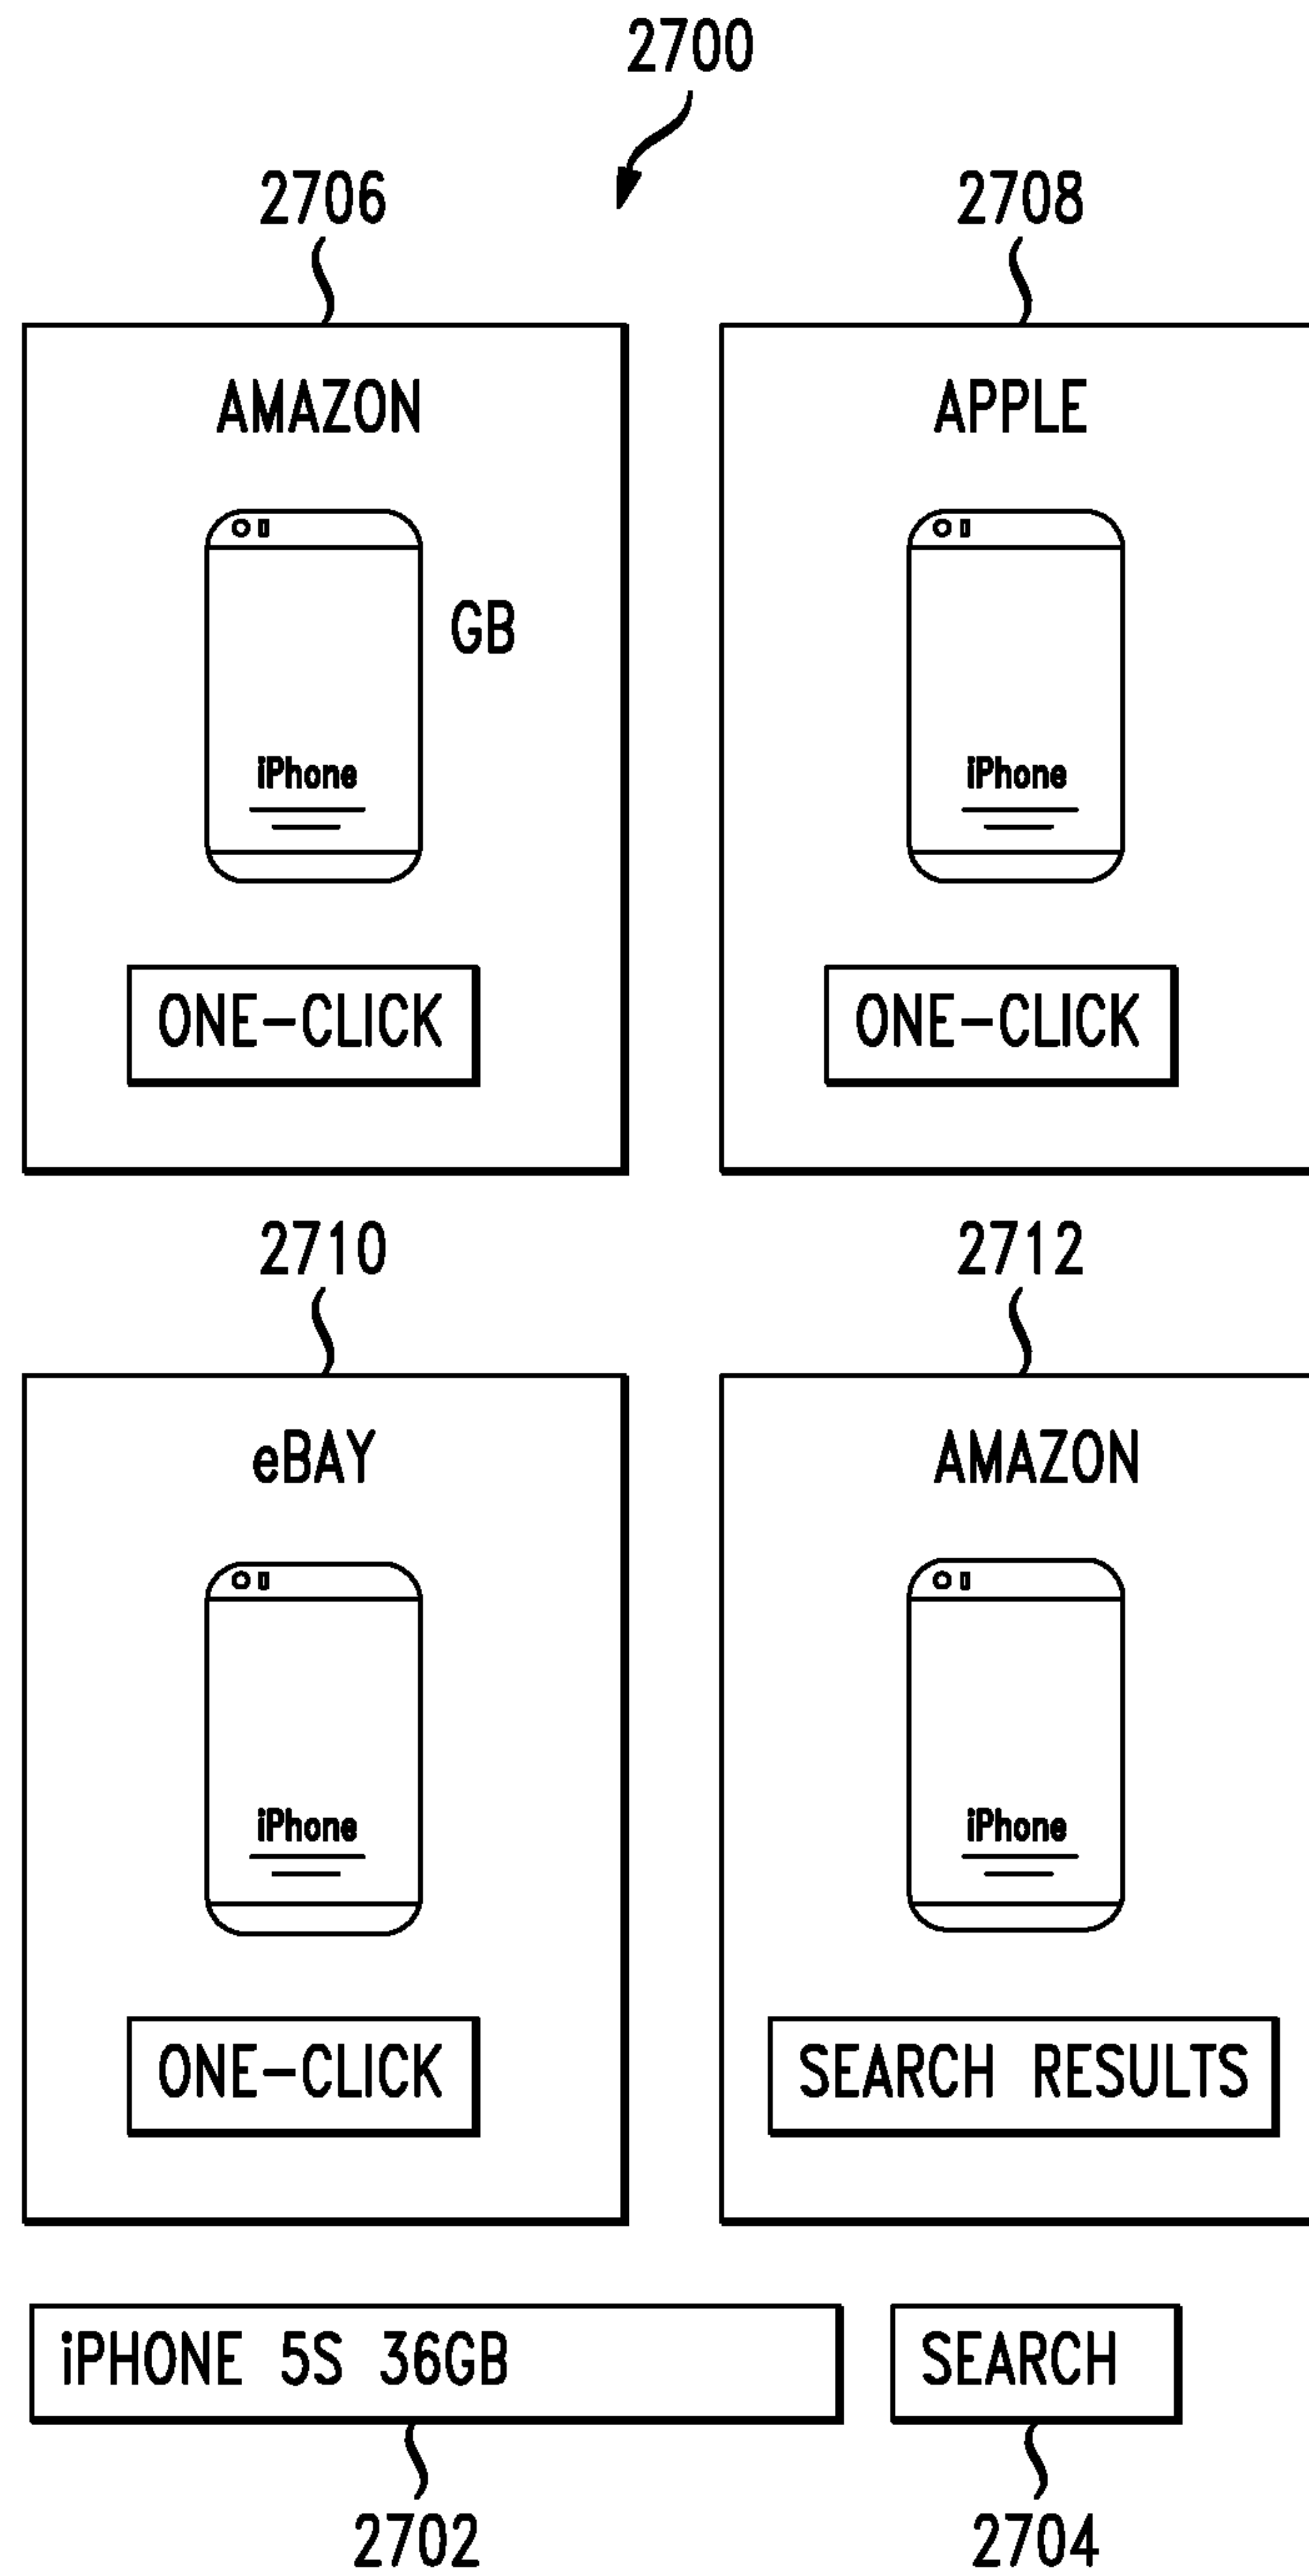 2700
2706 2708
AMAZON APPLE
GB
iPhone iPhone
ONE-CLICK ONE-CLICK
2710 2712
eBAY AMAZON
iPhone iPhone
ONE-CLICK SEARCH RESULTS
iPHONE 5S 36GB SEARCH
2702 2704